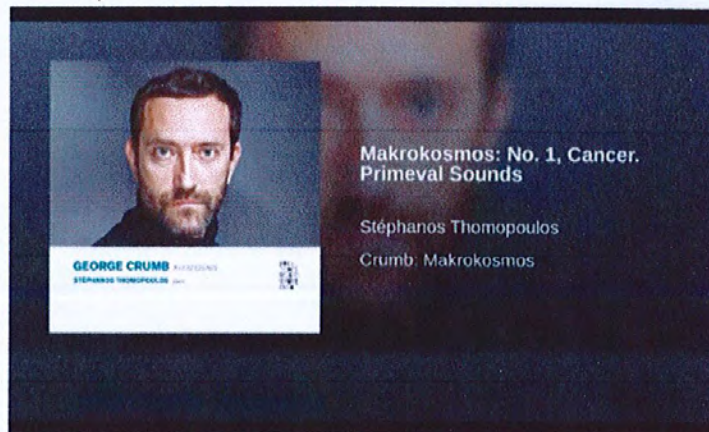 GEORGE CRUMB
STÉPHANOS THOMOPOULOS
Makrokosmos: No. 1, Cancer.
Primeval Sounds
Stéphanos Thomopoulos
Crumb: Makrokosmos